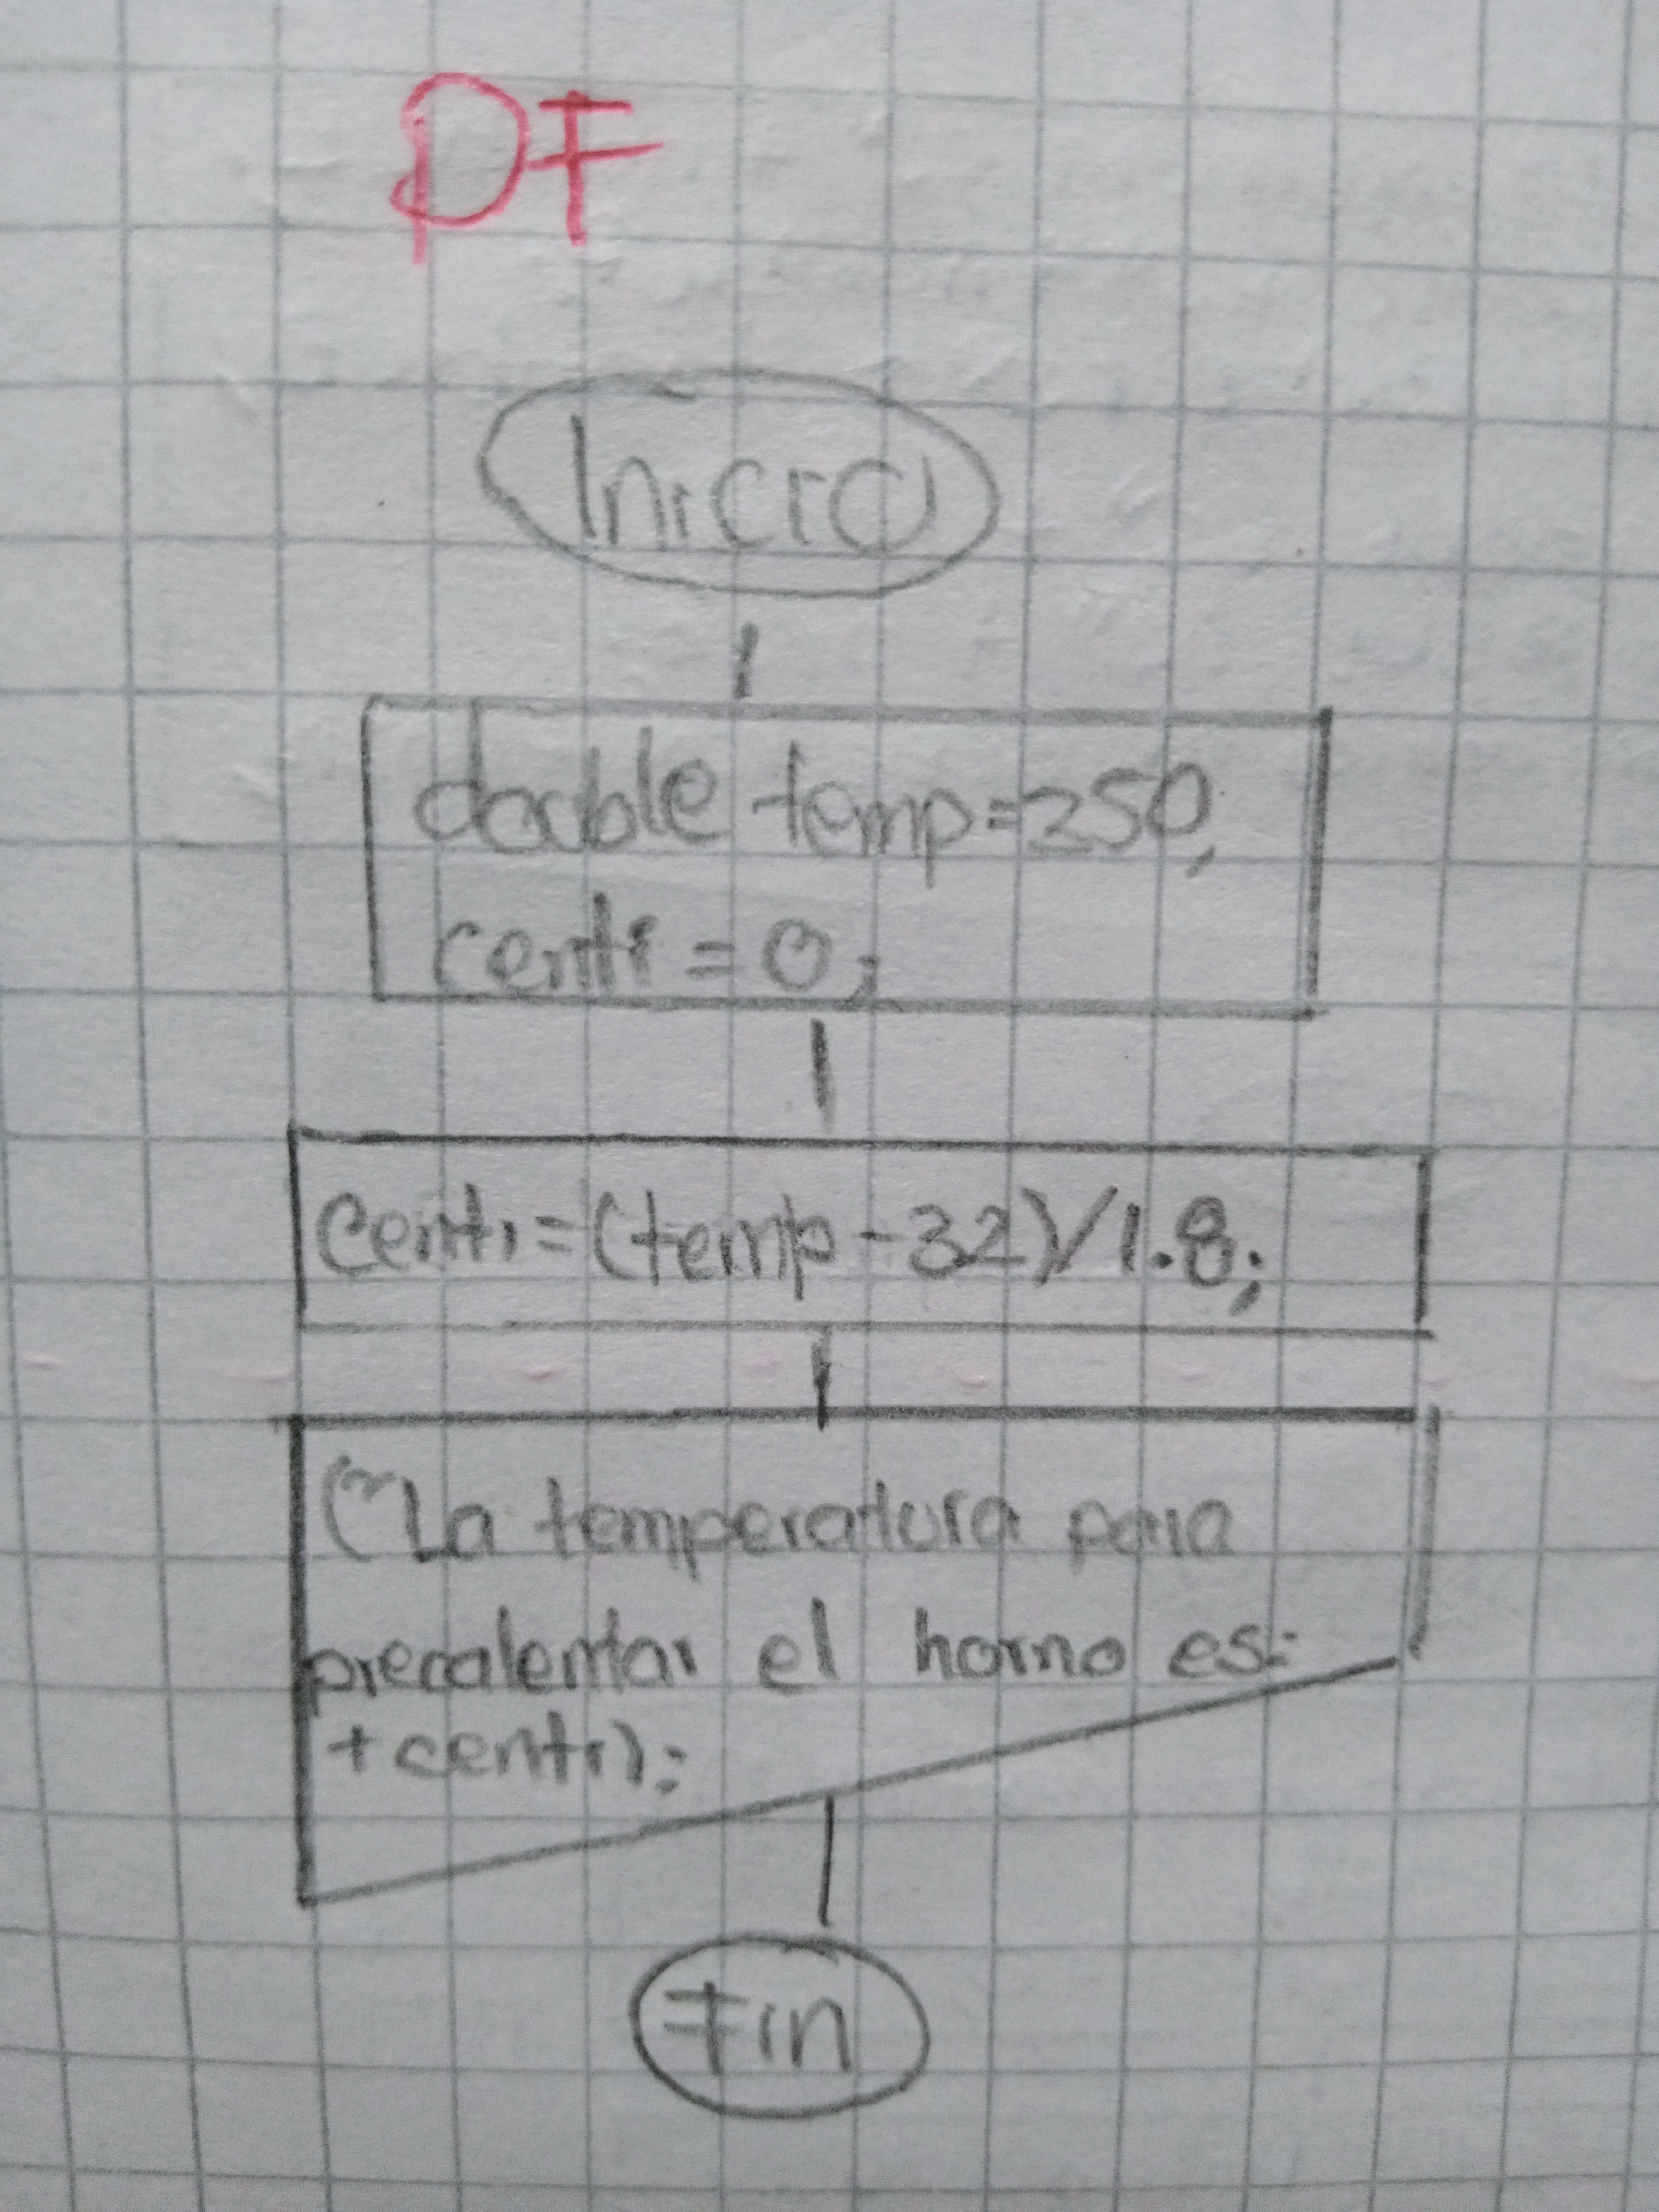 DF
Inicio
double temp=250,
centi = 0;
centi=(temp-32)/1.8;
("La temperatura para
precalentar el horno es:
+centi);
Fin